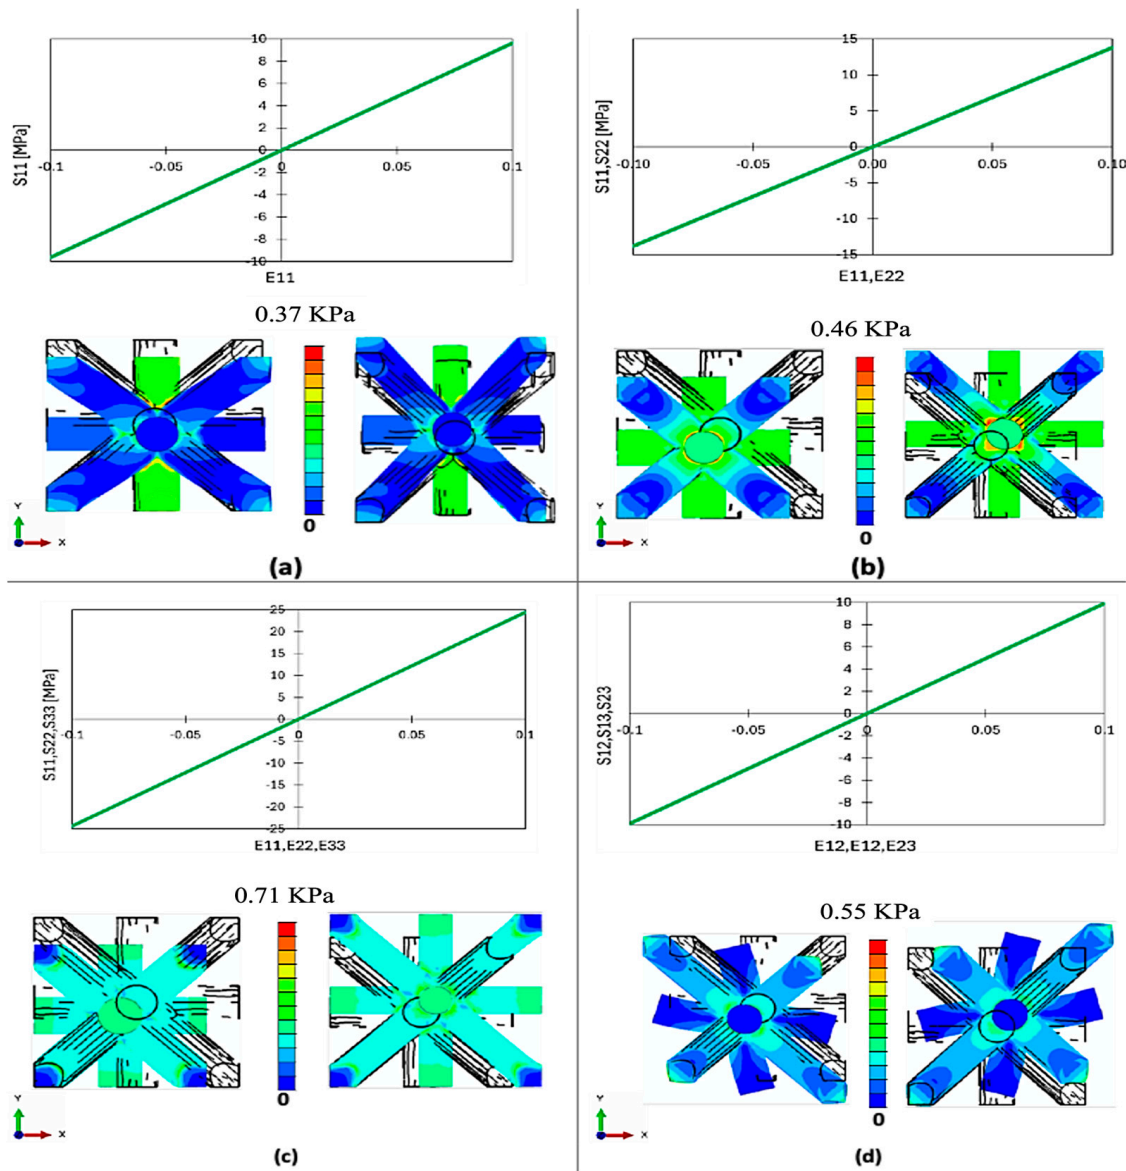 10
8
6
4
2
0
-0.1 -0.05 0 0.05 0.1
-2
-4
-6
-8
-10
S11 [MPa]
E11
0.37 KPa
0
Y
X
(a)
15
10
5
0
-0.10 -0.05 0.00 0.05 0.10
-5
-10
-15
S11,S22 [MPa]
E11,E22
0.46 KPa
0
Y
X
(b)
25
20
15
10
5
0
-0.1 -0.05 0 0.05 0.1
-5
-10
-15
-20
-25
S11,S22,S33 [MPa]
E11,E22,E33
0.71 KPa
0
Y
X
(c)
10
8
6
4
2
0
-0.1 -0.05 0 0.05 0.1
-2
-4
-6
-8
-10
S12,S13,S23
E12,E12,E23
0.55 KPa
0
Y
X
(d)